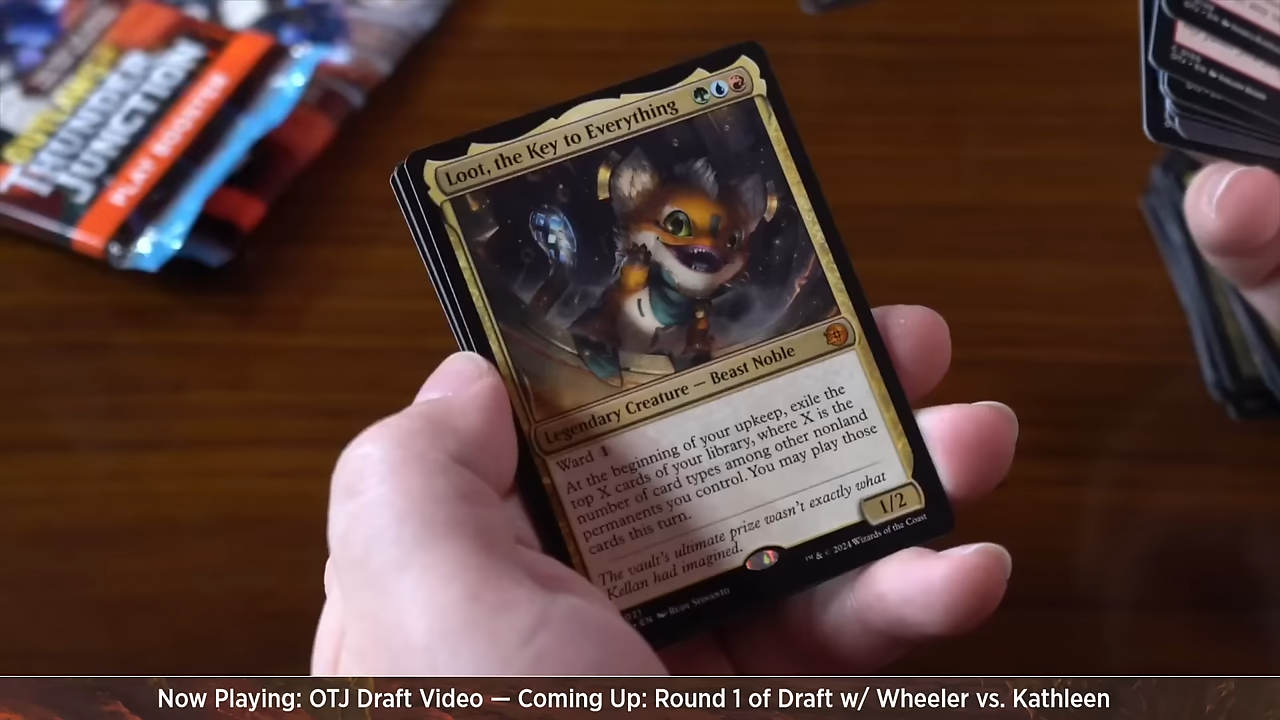 OUTLAWS
THUNDER
JUNCTION
PLAY BOOSTER
Loot, the Key to Everything
Legendary Creature — Beast Noble
Ward 1
At the beginning of your upkeep, exile the
top X cards of your library, where X is the
number of card types among other nonland
permanents you control. You may play those
cards this turn.
The vault's ultimate prize wasn't exactly what
Kellan had imagined.
1/2
™ & © 2024 Wizards of the Coast
EN Rudy Siswanto
Now Playing: OTJ Draft Video — Coming Up: Round 1 of Draft w/ Wheeler vs. Kathleen